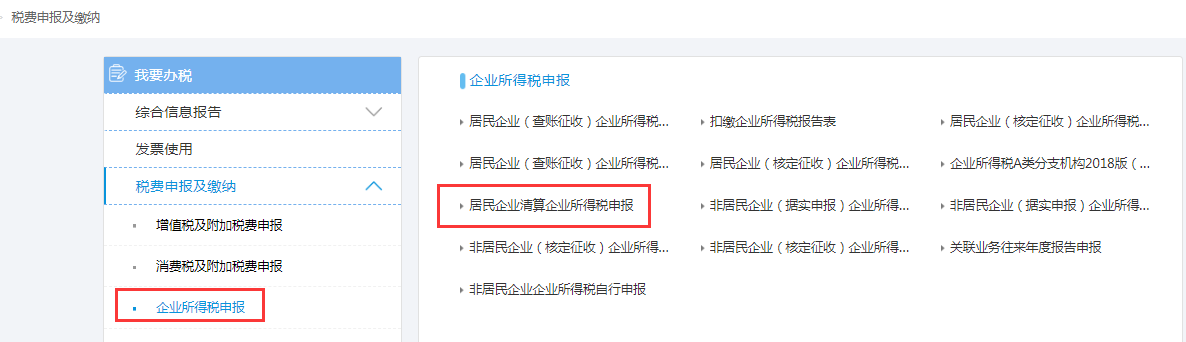 税费申报及缴纳
我要办税
综合信息报告
发票使用
税费申报及缴纳
增值税及附加税费申报
消费税及附加税费申报
企业所得税申报
企业所得税申报
居民企业（查账征收）企业所得税... 扣缴企业所得税报告表 居民企业（核定征收）企业所得税...
居民企业（查账征收）企业所得税... 居民企业（核定征收）企业所得税... 企业所得税A类分支机构2018版（...
居民企业清算企业所得税申报 非居民企业（据实申报）企业所得... 非居民企业（据实申报）企业所得...
非居民企业（核定征收）企业所得... 非居民企业（核定征收）企业所得... 关联业务往来年度报告申报
非居民企业企业所得税自行申报